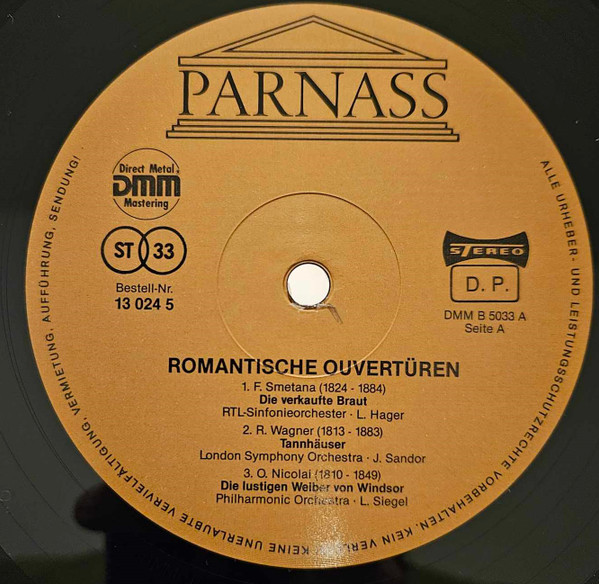 PARNASS
Direct Metal
DMM
Mastering
ST 33
Bestell-Nr.
13 024 5
STEREO
D. P.
DMM B 5033 A
Seite A
ROMANTISCHE OUVERTÜREN
1. F. Smetana (1824 - 1884)
Die verkaufte Braut
RTL-Sinfonieorchester · L. Hager
2. R. Wagner (1813 - 1883)
Tannhäuser
London Symphony Orchestra · J. Sandor
3. O. Nicolai (1810 - 1849)
Die lustigen Weiber von Windsor
Philharmonic Orchestra · L. Siegel
ALLE URHEBER- UND LEISTUNGSSCHUTZRECHTE VORBEHALTEN. KEIN VERLEIH! KEINE UNERLAUBTE VERVIELFÄLTIGUNG, VERMIETUNG, AUFFÜHRUNG, SENDUNG!